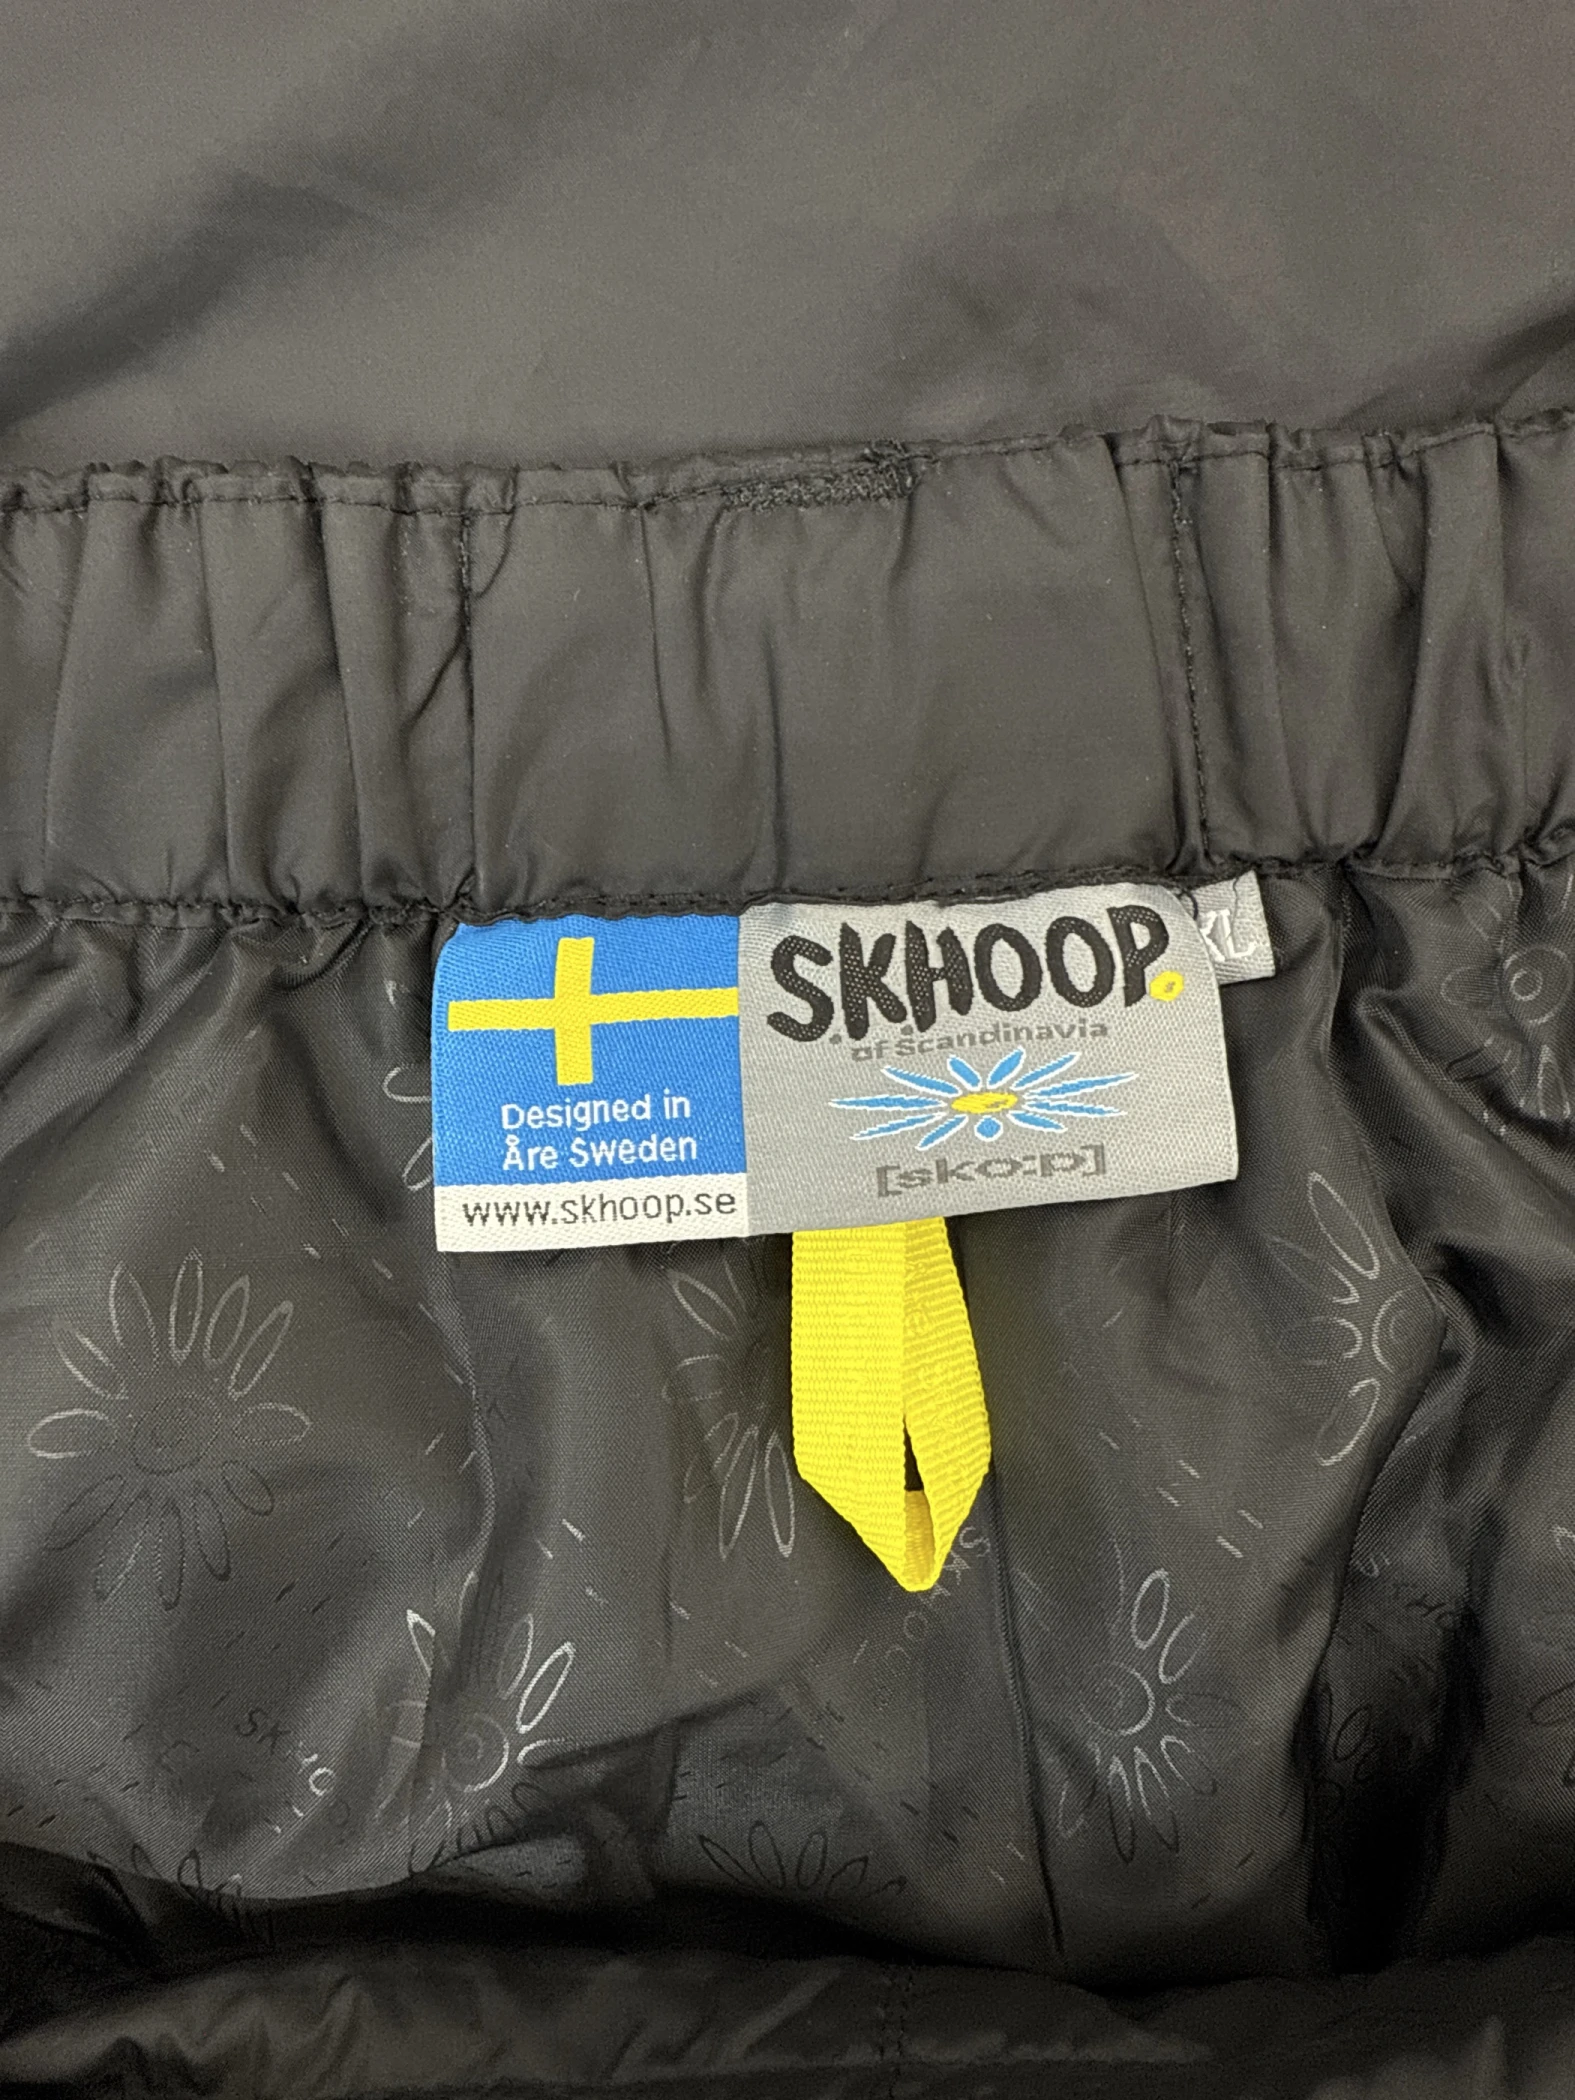 SKHOOP.
of Scandinavia
[sko:p]
Designed in
Åre Sweden
www.skhoop.se
XL